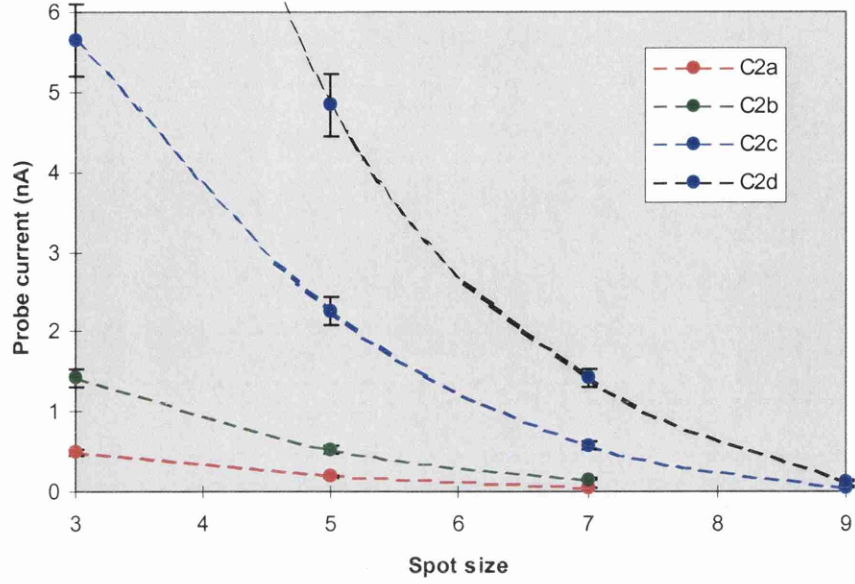 6
5
4
3
2
1
0
Probe current (nA)
C2a
C2b
C2c
C2d
3 4 5 6 7 8 9
Spot size